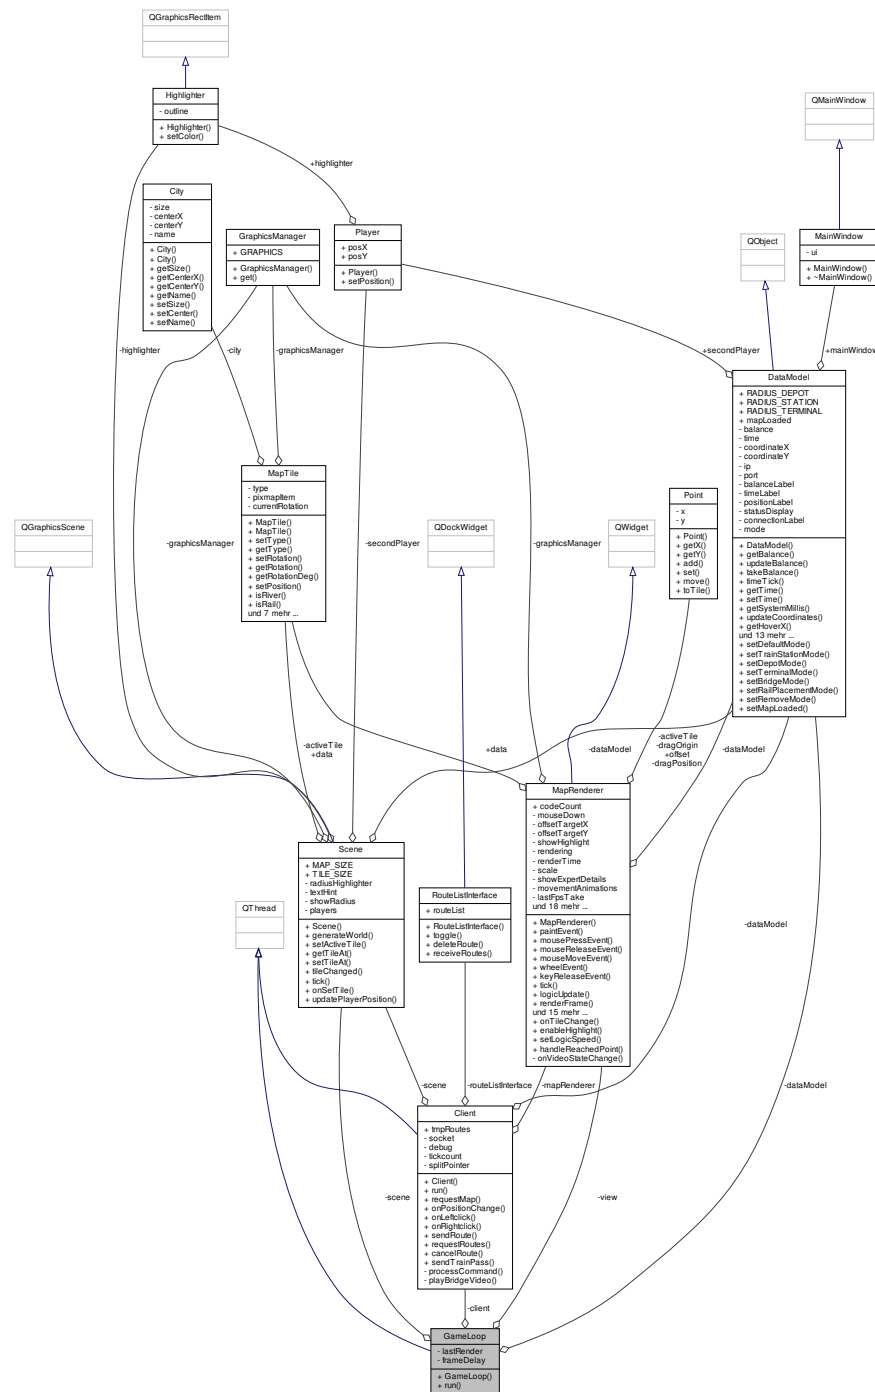 QGraphicsRectItem
Highlighter
- outline
+ Highlighter()
+ setColor()
QMainWindow
+highlighter
City
- size
- centerX
- centerY
- name
+ City()
+ City()
+ getSize()
+ getCenterX()
+ getCenterY()
+ getName()
+ setSize()
+ setCenter()
+ setName()
GraphicsManager
+ GRAPHICS
+ GraphicsManager()
+ get()
Player
+ posX
+ posY
+ Player()
+ setPosition()
QObject
MainWindow
- ui
+ MainWindow()
+ ~MainWindow()
-highlighter
-city
-graphicsManager
+secondPlayer
+mainWindow
DataModel
+ RADIUS_DEPOT
+ RADIUS_STATION
+ RADIUS_TERMINAL
+ mapLoaded
- balance
- time
- coordinateX
- coordinateY
- ip
- port
- balanceLabel
- timeLabel
- positionLabel
- statusDisplay
- connectionLabel
- mode
+ DataModel()
+ getBalance()
+ updateBalance()
+ takeBalance()
+ timeTick()
+ getTime()
+ setTime()
+ getSystemMillis()
+ updateCoordinates()
+ getHoverX()
und 13 mehr ...
+ setDefaultMode()
+ setTrainStationMode()
+ setDepotMode()
+ setTerminalMode()
+ setBridgeMode()
+ setRailPlacementMode()
+ setRemoveMode()
+ setMapLoaded()
MapTile
- type
- pixmapItem
- currentRotation
+ MapTile()
+ MapTile()
+ setType()
+ getType()
+ setRotation()
+ getRotation()
+ getRotationDeg()
+ setPosition()
+ isRiver()
+ isRail()
und 7 mehr ...
Point
- x
- y
+ Point()
+ getX()
+ getY()
+ add()
+ set()
+ move()
+ toTile()
QGraphicsScene
QDockWidget
QWidget
-graphicsManager
-secondPlayer
-graphicsManager
-activeTile
+data
+data
-dataModel
-activeTile
-dragOrigin
+offset
-dragPosition
-dataModel
MapRenderer
+ codeCount
- mouseDown
- offsetTargetX
- offsetTargetY
- showHighlight
- rendering
- renderTime
- scale
- showExpertDetails
- movementAnimations
- lastFpsTake
und 18 mehr ...
+ MapRenderer()
+ paintEvent()
+ mousePressEvent()
+ mouseReleaseEvent()
+ mouseMoveEvent()
+ wheelEvent()
+ keyReleaseEvent()
+ tick()
+ logicUpdate()
+ renderFrame()
und 15 mehr ...
+ onTileChange()
+ enableHighlight()
+ setLogicSpeed()
+ handleReachedPoint()
- onVideoStateChange()
Scene
+ MAP_SIZE
+ TILE_SIZE
- radiusHighlighter
- textHint
- showRadius
- players
+ Scene()
+ generateWorld()
+ setActiveTile()
+ getTileAt()
+ setTileAt()
+ tileChanged()
+ tick()
+ onSetTile()
+ updatePlayerPosition()
RouteListInterface
+ routeList
+ RouteListInterface()
+ toggle()
+ deleteRoute()
+ receiveRoutes()
QThread
-dataModel
-scene
-routeListInterface
-mapRenderer
-dataModel
Client
+ tmpRoutes
- socket
- debug
- tickcount
- splitPointer
+ Client()
+ run()
+ requestMap()
+ onPositionChange()
+ onLeftclick()
+ onRightclick()
+ sendRoute()
+ requestRoutes()
+ cancelRoute()
+ sendTrainPass()
- processCommand()
- playBridgeVideo()
-scene
-view
-client
GameLoop
- lastRender
- frameDelay
+ GameLoop()
+ run()